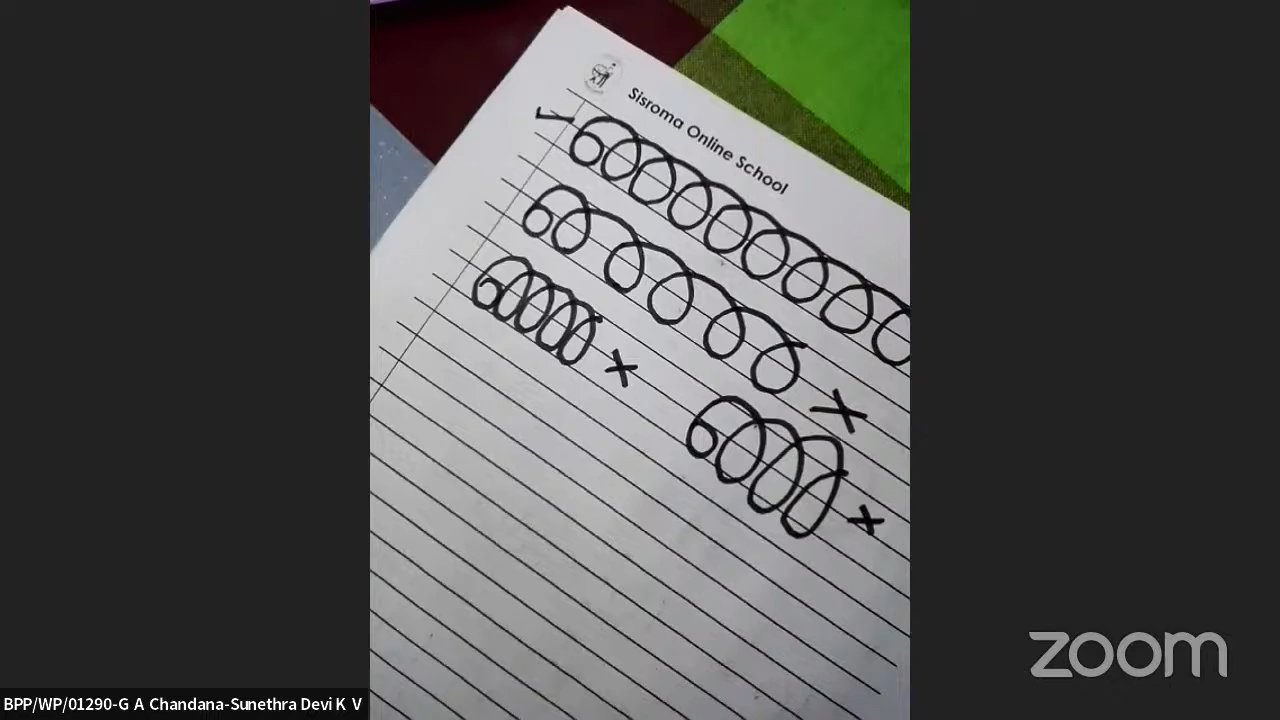 Sisroma Online School
zoom
BPP/WP/01290-G A Chandana-Sunethra Devi K V